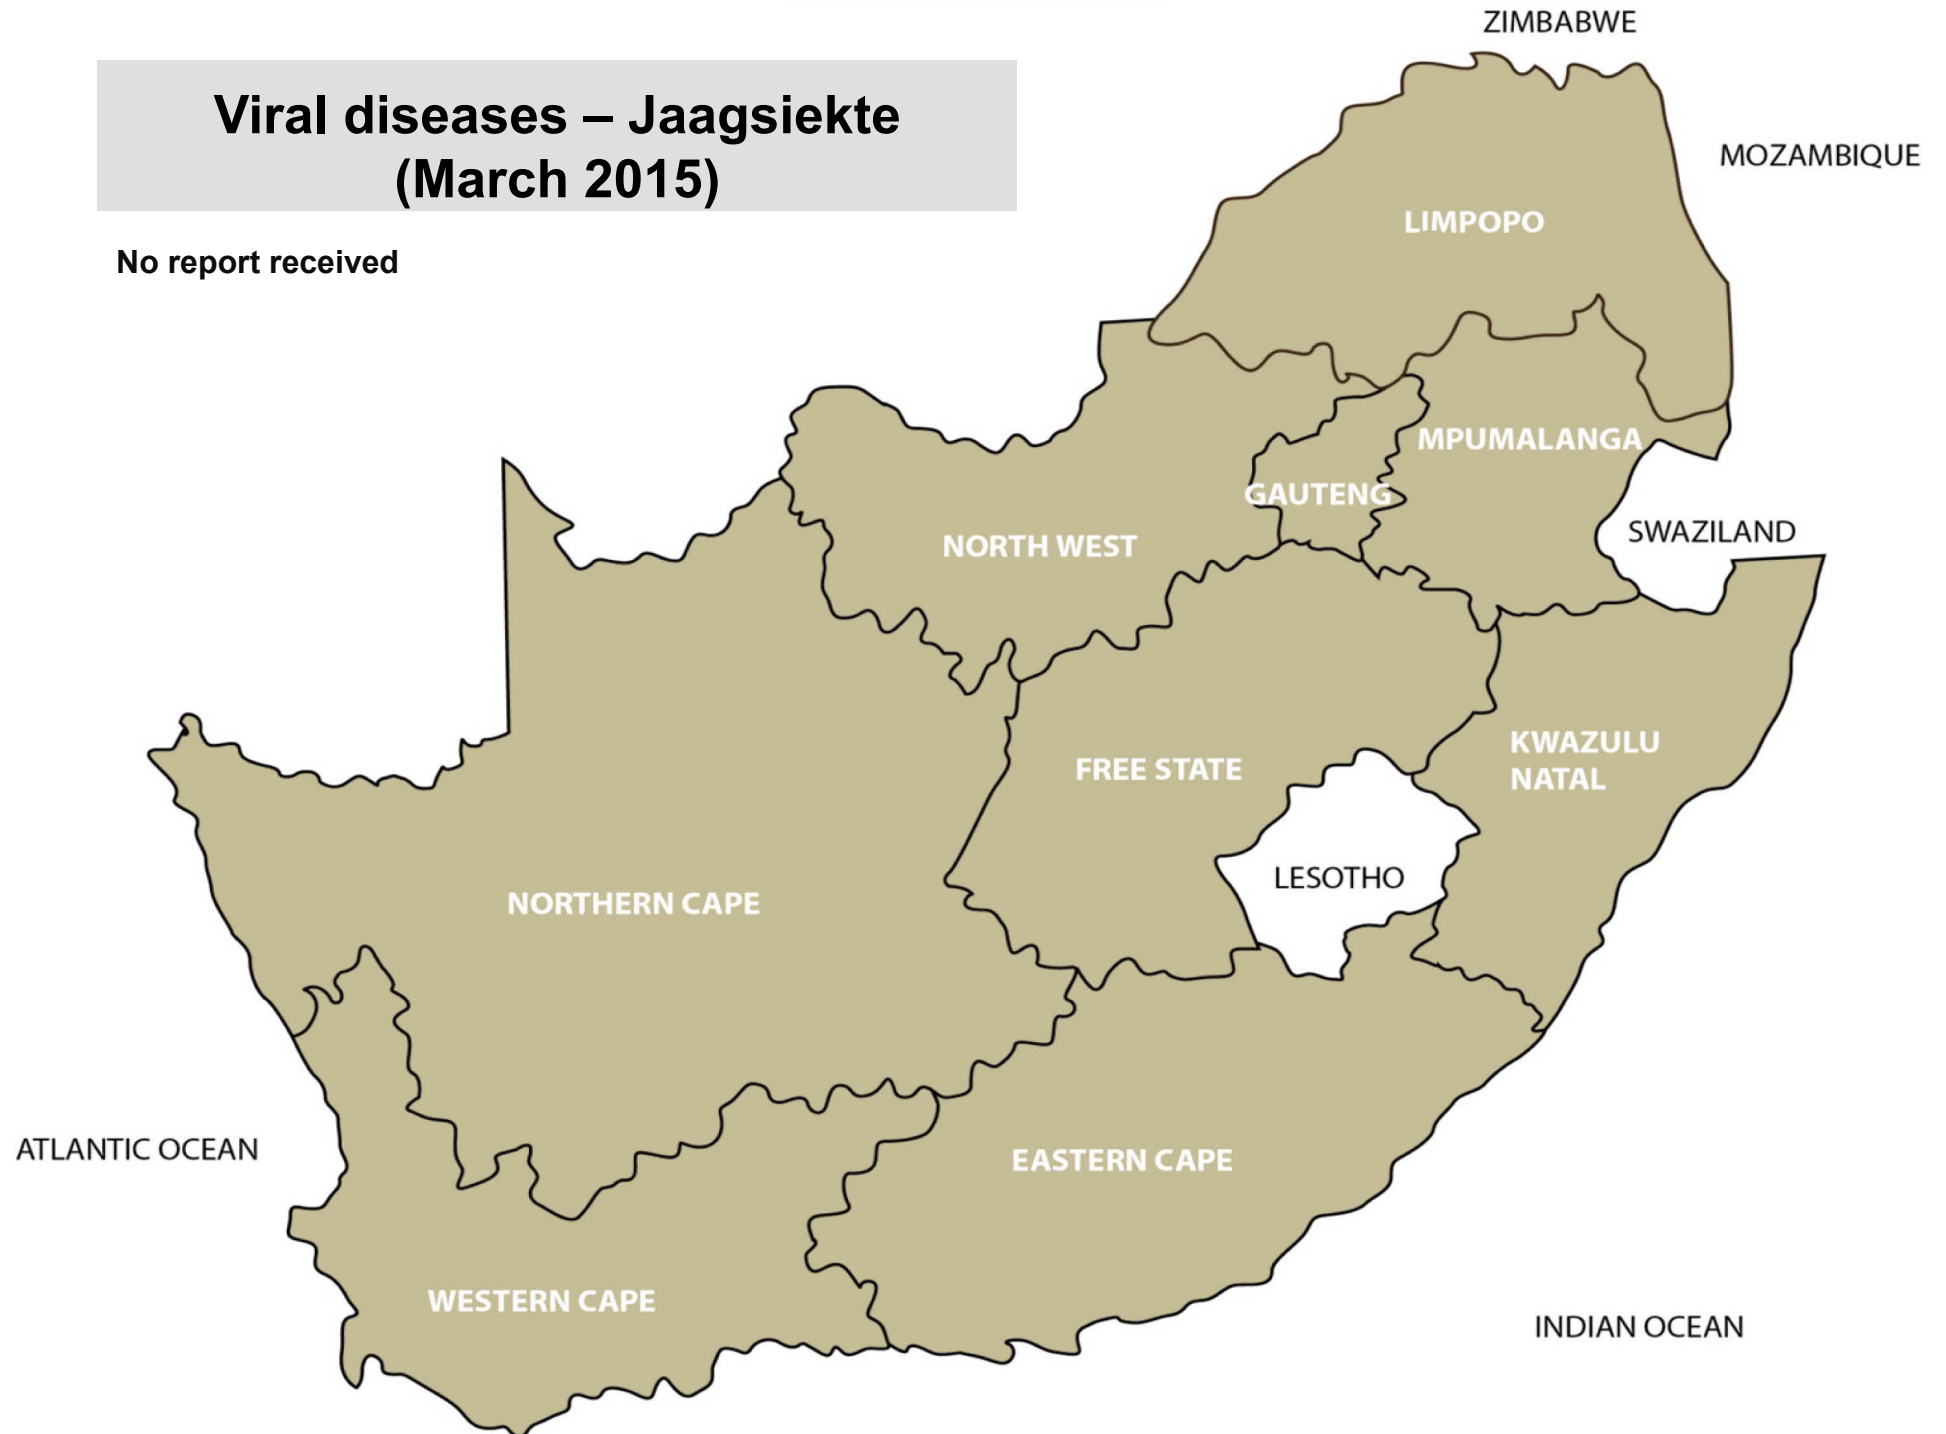 ZIMBABWE
Viral diseases – Jaagsiekte
(March 2015)
MOZAMBIQUE
LIMPOPO
No report received
MPUMALANGA
GAUTENG
SWAZILAND
NORTH WEST
KWAZULU
NATAL
FREE STATE
LESOTHO
NORTHERN CAPE
ATLANTIC OCEAN
EASTERN CAPE
WESTERN CAPE
INDIAN OCEAN